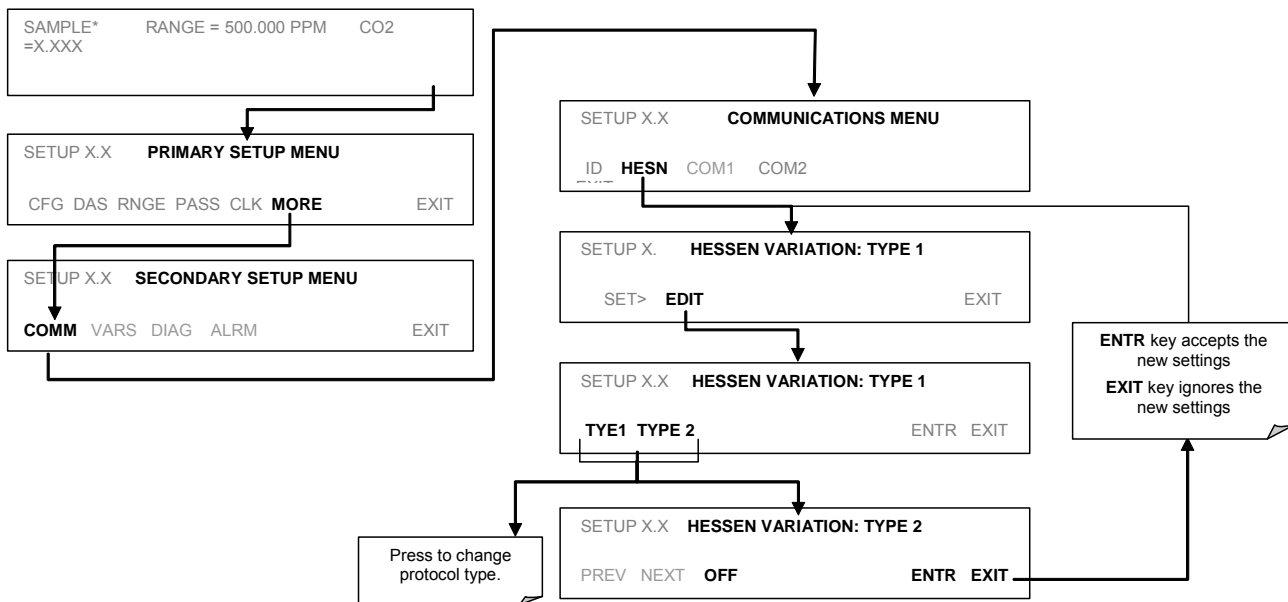 SAMPLE* RANGE = 500.000 PPM CO2
=X.XXX
SETUP X.X PRIMARY SETUP MENU
CFG DAS RNGE PASS CLK MORE EXIT
SETUP X.X SECONDARY SETUP MENU
COMM VARS DIAG ALRM EXIT
SETUP X.X COMMUNICATIONS MENU
ID HESN COM1 COM2
EXIT
SETUP X. HESSEN VARIATION: TYPE 1
SET> EDIT EXIT
SETUP X.X HESSEN VARIATION: TYPE 1
TYE1 TYPE 2 ENTR EXIT
Press to change
protocol type.
SETUP X.X HESSEN VARIATION: TYPE 2
PREV NEXT OFF ENTR EXIT
ENTR key accepts the
new settings
EXIT key ignores the
new settings